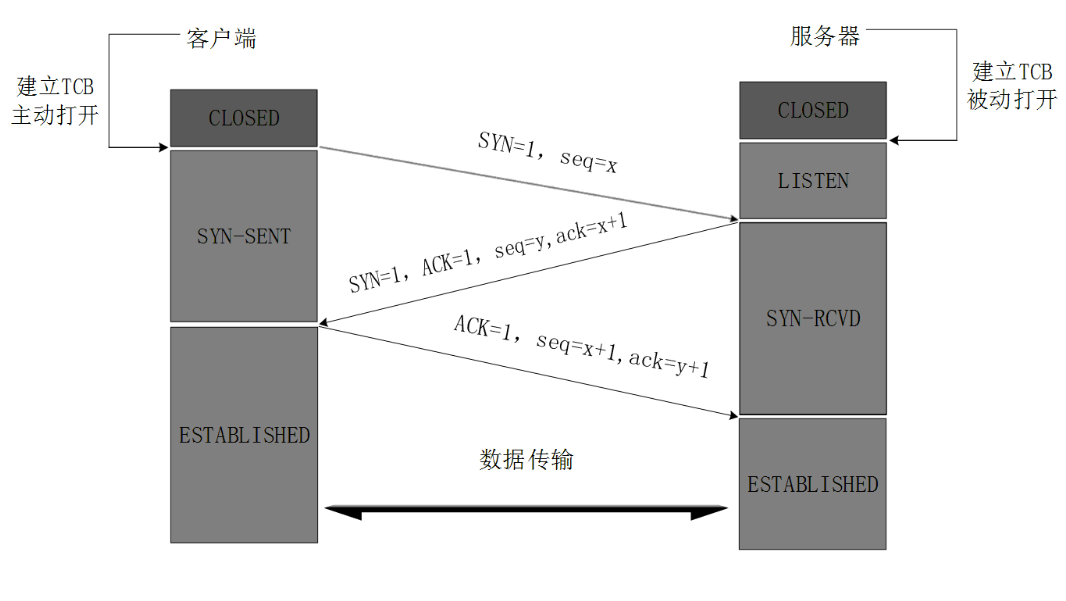 客户端
服务器
建立TCB
主动打开
建立TCB
被动打开
CLOSED
CLOSED
SYN=1, seq=x
LISTEN
SYN-SENT
SYN=1, ACK=1, seq=y,ack=x+1
SYN-RCVD
ACK=1, seq=x+1,ack=y+1
ESTABLISHED
数据传输
ESTABLISHED